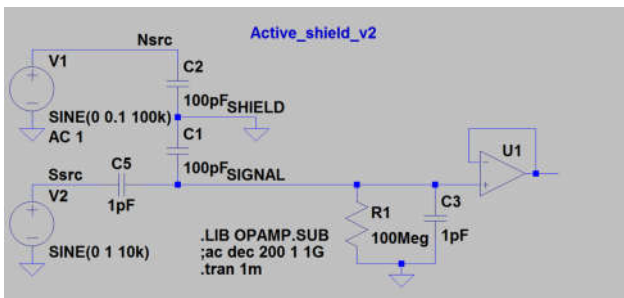 Active_shield_v2
Nsrc
V1
C2
100pF
SHIELD
SINE(0 0.1 100k)
AC 1
C1
100pF
SIGNAL
Ssrc
C5
V2
1pF
SINE(0 1 10k)
U1
R1
100Meg
C3
1pF
.LIB OPAMP.SUB
;ac dec 200 1 1G
.tran 1m